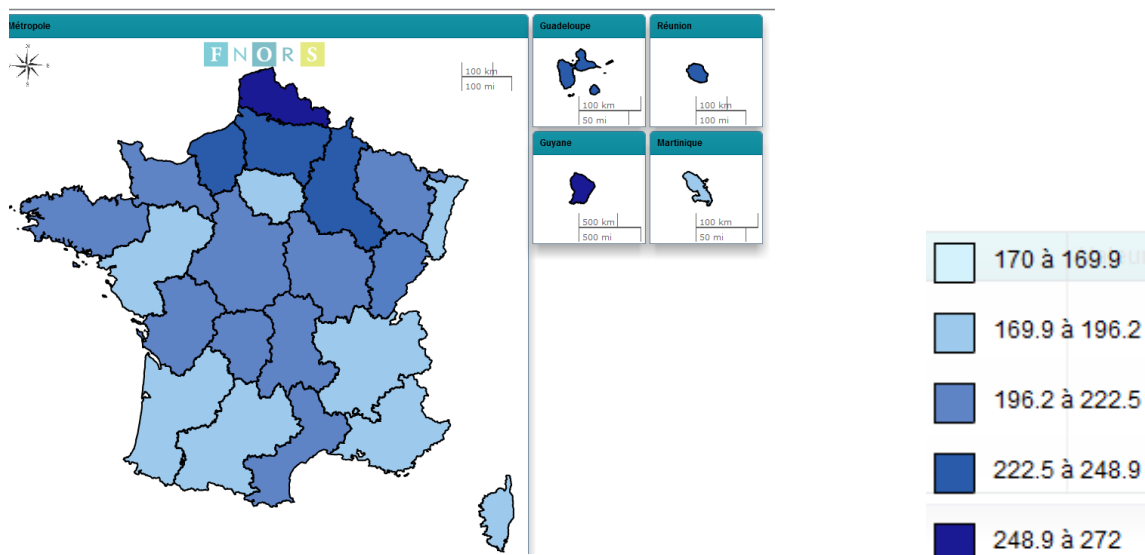 Métropole
Guadeloupe
Réunion
N
FNORS
100 km
100 mi
100 km
50 mi
100 km
100 mi
Guyane
Martinique
500 km
500 mi
100 km
50 mi
170 à 169.9
169.9 à 196.2
196.2 à 222.5
222.5 à 248.9
248.9 à 272